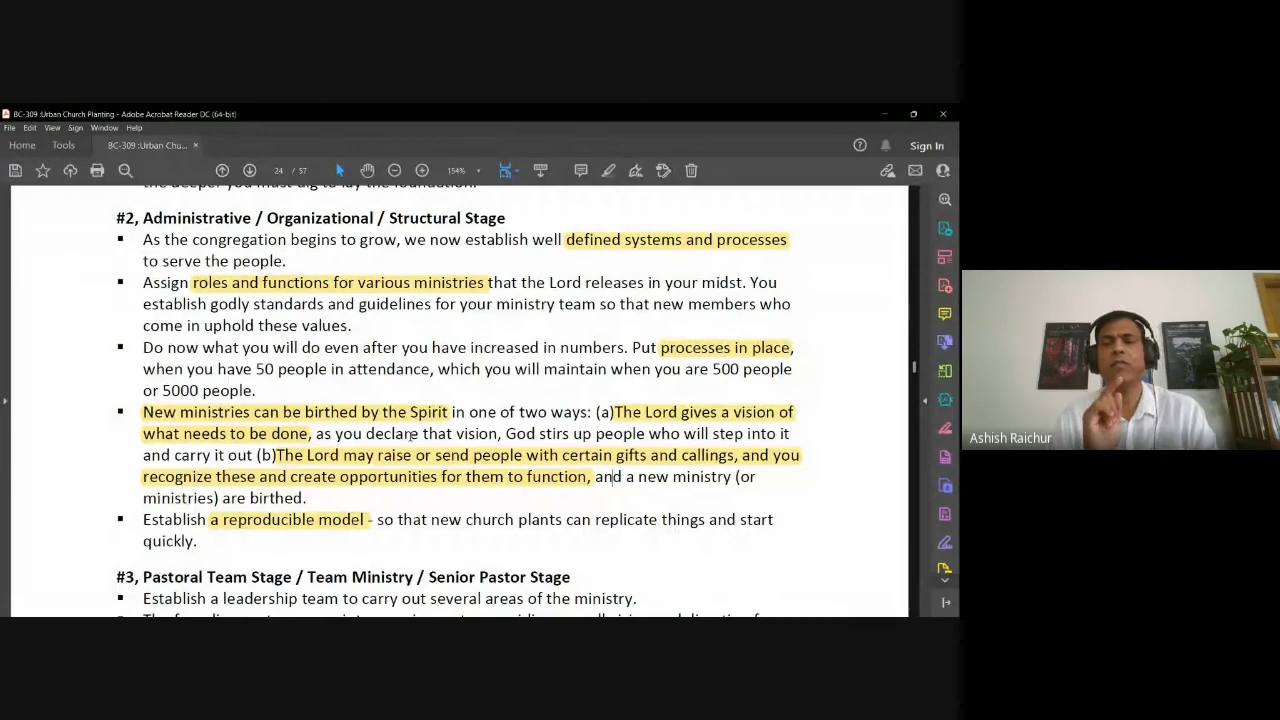 BC-309 :Urban Church Planting - Adobe Acrobat Reader DC (64-bit)
File Edit View Sign Window Help
Home Tools BC-309 :Urban Chu... ×
Sign In
24 / 57 154%
the deeper you must dig to lay the foundation.
#2, Administrative / Organizational / Structural Stage
▪ As the congregation begins to grow, we now establish well defined systems and processes
to serve the people.
▪ Assign roles and functions for various ministries that the Lord releases in your midst. You
establish godly standards and guidelines for your ministry team so that new members who
come in uphold these values.
▪ Do now what you will do even after you have increased in numbers. Put processes in place,
when you have 50 people in attendance, which you will maintain when you are 500 people
or 5000 people.
▪ New ministries can be birthed by the Spirit in one of two ways: (a)The Lord gives a vision of
what needs to be done, as you declare that vision, God stirs up people who will step into it
and carry it out (b)The Lord may raise or send people with certain gifts and callings, and you
recognize these and create opportunities for them to function, and a new ministry (or
ministries) are birthed.
▪ Establish a reproducible model - so that new church plants can replicate things and start
quickly.
#3, Pastoral Team Stage / Team Ministry / Senior Pastor Stage
▪ Establish a leadership team to carry out several areas of the ministry.
Ashish Raichur